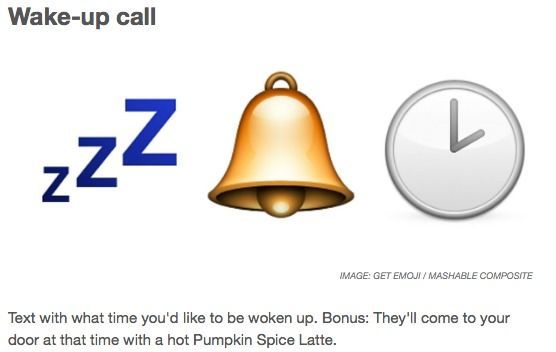 Wake-up call
zzZ
IMAGE: GET EMOJI / MASHABLE COMPOSITE
Text with what time you'd like to be woken up. Bonus: They'll come to your
door at that time with a hot Pumpkin Spice Latte.